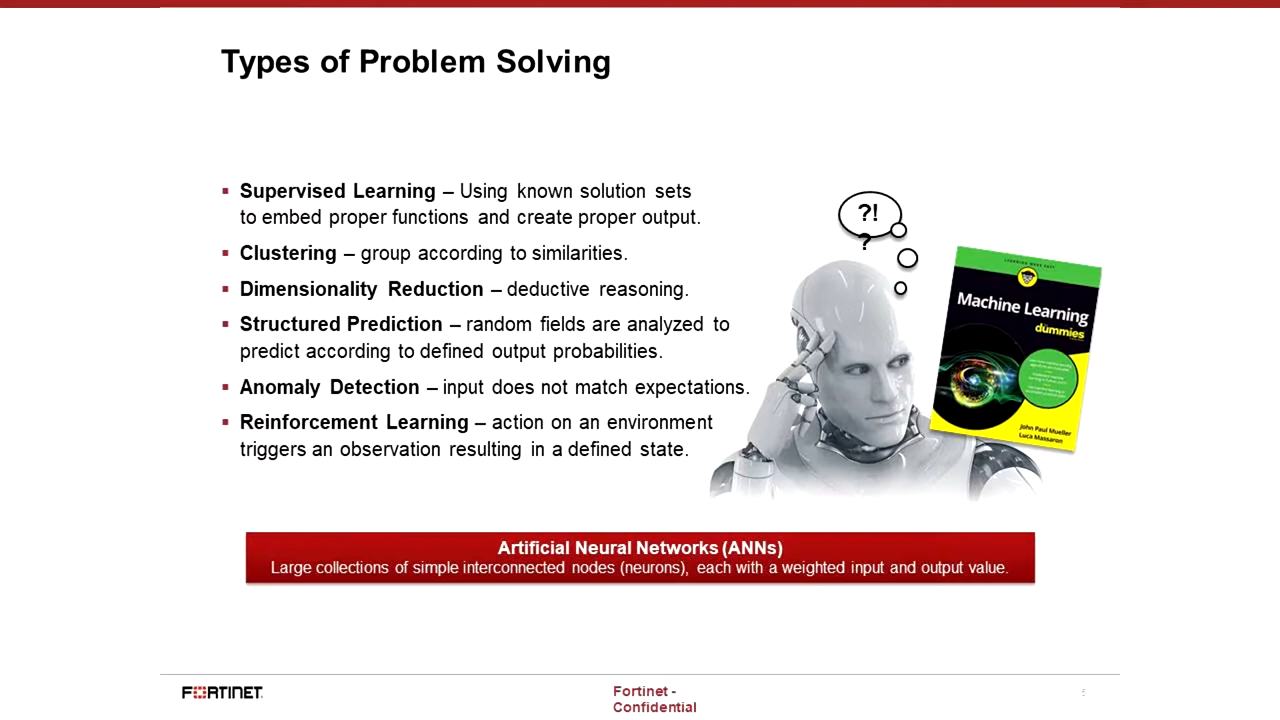 Types of Problem Solving
▪ Supervised Learning – Using known solution sets
to embed proper functions and create proper output.
▪ Clustering – group according to similarities.
▪ Dimensionality Reduction – deductive reasoning.
▪ Structured Prediction – random fields are analyzed to
predict according to defined output probabilities.
▪ Anomaly Detection – input does not match expectations.
▪ Reinforcement Learning – action on an environment
triggers an observation resulting in a defined state.
?!
?
LEARNING MADE EASY
Machine Learning
dummies
John Paul Mueller
Luca Massaron
Artificial Neural Networks (ANNs)
Large collections of simple interconnected nodes (neurons), each with a weighted input and output value.
FORTINET
Fortinet -
Confidential